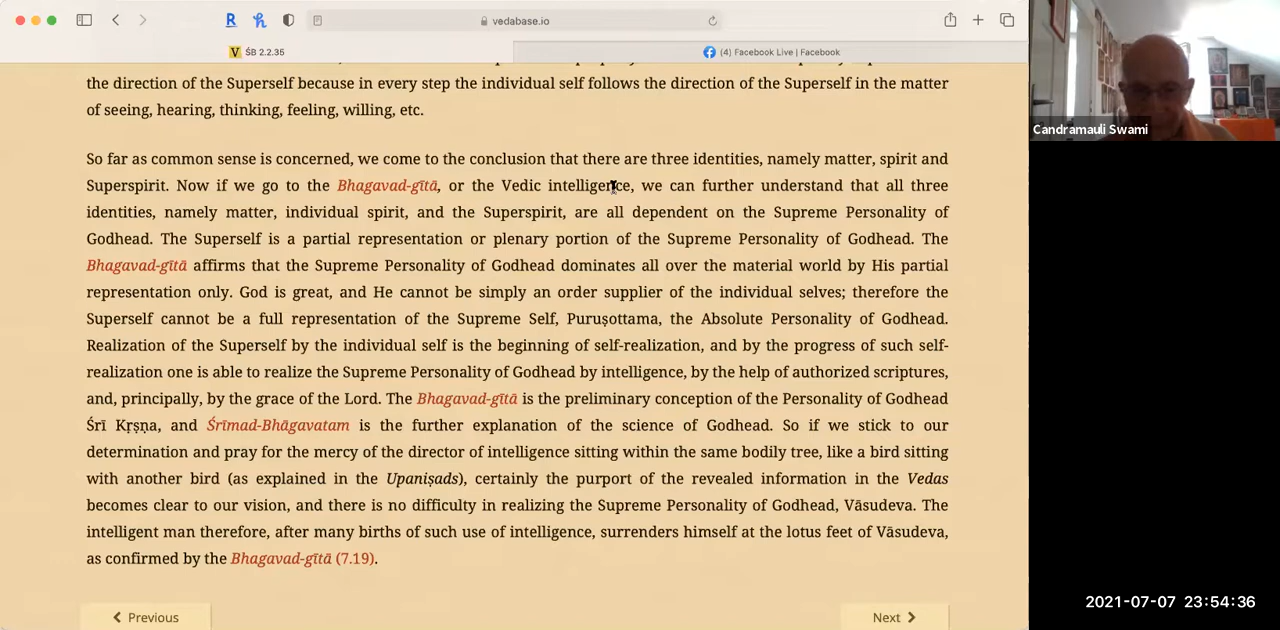 R
vedabase.io
V ŚB 2.2.35
(4) Facebook Live | Facebook
the direction of the Superself because in every step the individual self follows the direction of the Superself in the matter
of seeing, hearing, thinking, feeling, willing, etc.
So far as common sense is concerned, we come to the conclusion that there are three identities, namely matter, spirit and
Superspirit. Now if we go to the Bhagavad-gītā, or the Vedic intelligence, we can further understand that all three
identities, namely matter, individual spirit, and the Superspirit, are all dependent on the Supreme Personality of
Godhead. The Superself is a partial representation or plenary portion of the Supreme Personality of Godhead. The
Bhagavad-gītā affirms that the Supreme Personality of Godhead dominates all over the material world by His partial
representation only. God is great, and He cannot be simply an order supplier of the individual selves; therefore the
Superself cannot be a full representation of the Supreme Self, Puruṣottama, the Absolute Personality of Godhead.
Realization of the Superself by the individual self is the beginning of self-realization, and by the progress of such self-
realization one is able to realize the Supreme Personality of Godhead by intelligence, by the help of authorized scriptures,
and, principally, by the grace of the Lord. The Bhagavad-gītā is the preliminary conception of the Personality of Godhead
Śrī Kṛṣṇa, and Śrīmad-Bhāgavatam is the further explanation of the science of Godhead. So if we stick to our
determination and pray for the mercy of the director of intelligence sitting within the same bodily tree, like a bird sitting
with another bird (as explained in the Upaniṣads), certainly the purport of the revealed information in the Vedas
becomes clear to our vision, and there is no difficulty in realizing the Supreme Personality of Godhead, Vāsudeva. The
intelligent man therefore, after many births of such use of intelligence, surrenders himself at the lotus feet of Vāsudeva,
as confirmed by the Bhagavad-gītā (7.19).
Previous
Next
Candramauli Swami
2021-07-07 23:54:36